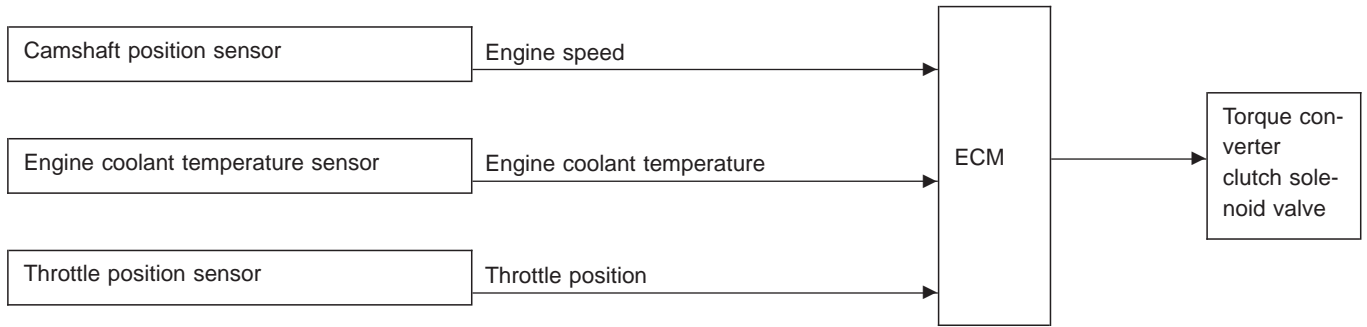 Camshaft position sensor
Engine speed
Engine coolant temperature sensor
Engine coolant temperature
Throttle position sensor
Throttle position
ECM
Torque con-
verter
clutch sole-
noid valve